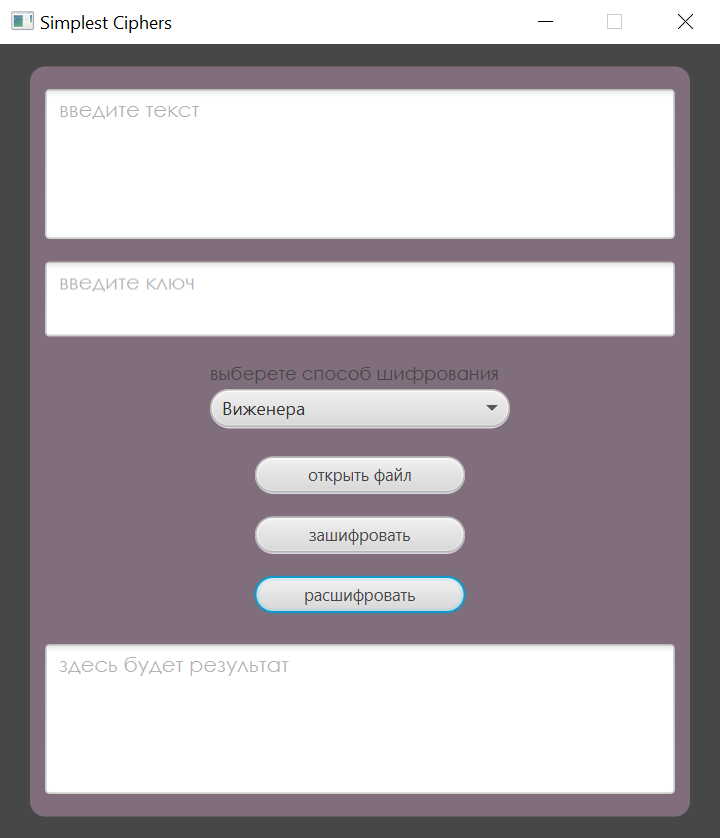 Simplest Ciphers
введите текст
введите ключ
выберете способ шифрования
Виженера
открыть файл
зашифровать
расшифровать
здесь будет результат